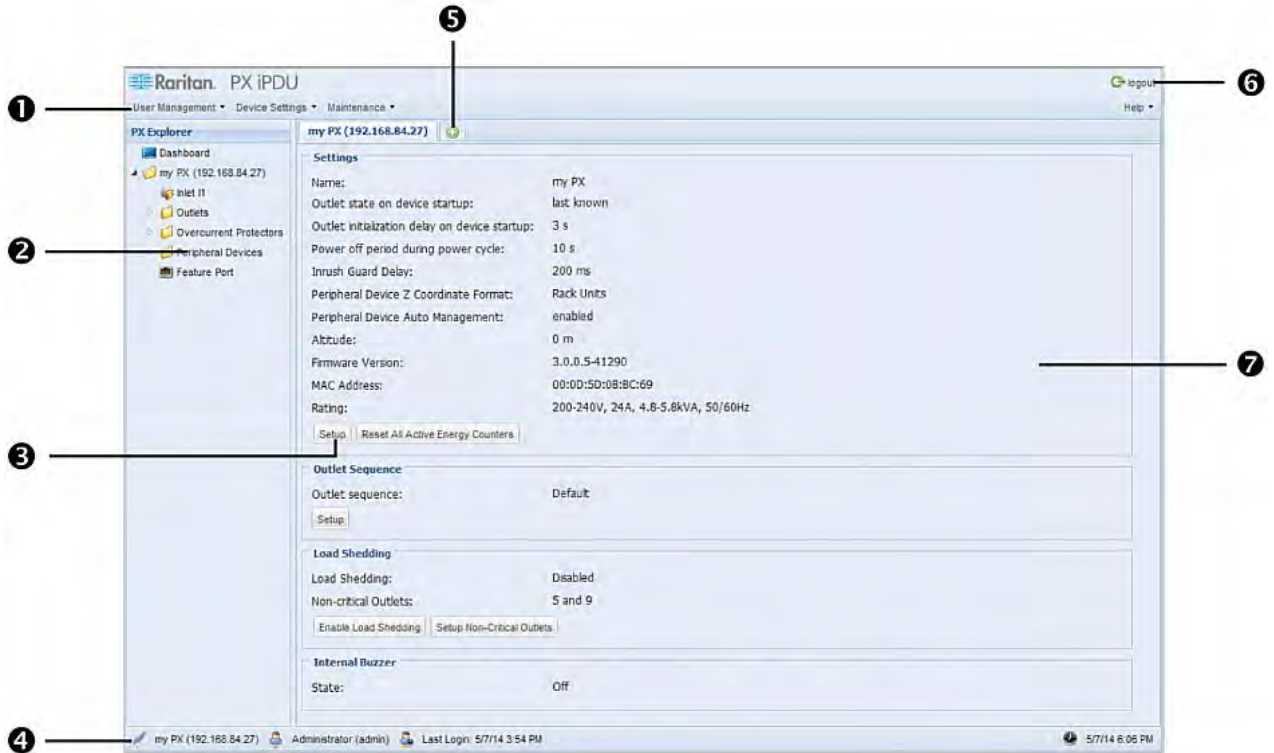 5
Raritan. PX iPDU
logout
6
1
User Management Device Settings Maintenance
Help
PX Explorer
Dashboard
my PX (192.168.84.27)
Inlet I1
Outlets
Overcurrent Protectors
2
Peripheral Devices
Feature Port
my PX (192.168.84.27)
Settings
Name: my PX
Outlet state on device startup: last known
Outlet initialization delay on device startup: 3 s
Power off period during power cycle: 10 s
Inrush Guard Delay: 200 ms
Peripheral Device Z Coordinate Format: Rack Units
Peripheral Device Auto Management: enabled
Altitude: 0 m
Firmware Version: 3.0.0.5-41290
7
MAC Address: 00:0D:5D:08:BC:69
Rating: 200-240V, 24A, 4.8-5.8kVA, 50/60Hz
3
Setup Reset All Active Energy Counters
Outlet Sequence
Outlet sequence: Default
Setup
Load Shedding
Load Shedding: Disabled
Non-critical Outlets: 5 and 9
Enable Load Shedding Setup Non-Critical Outlets
Internal Buzzer
State: Off
4
my PX (192.168.84.27) Administrator (admin) Last Login: 5/7/14 3:54 PM 5/7/14 6:06 PM